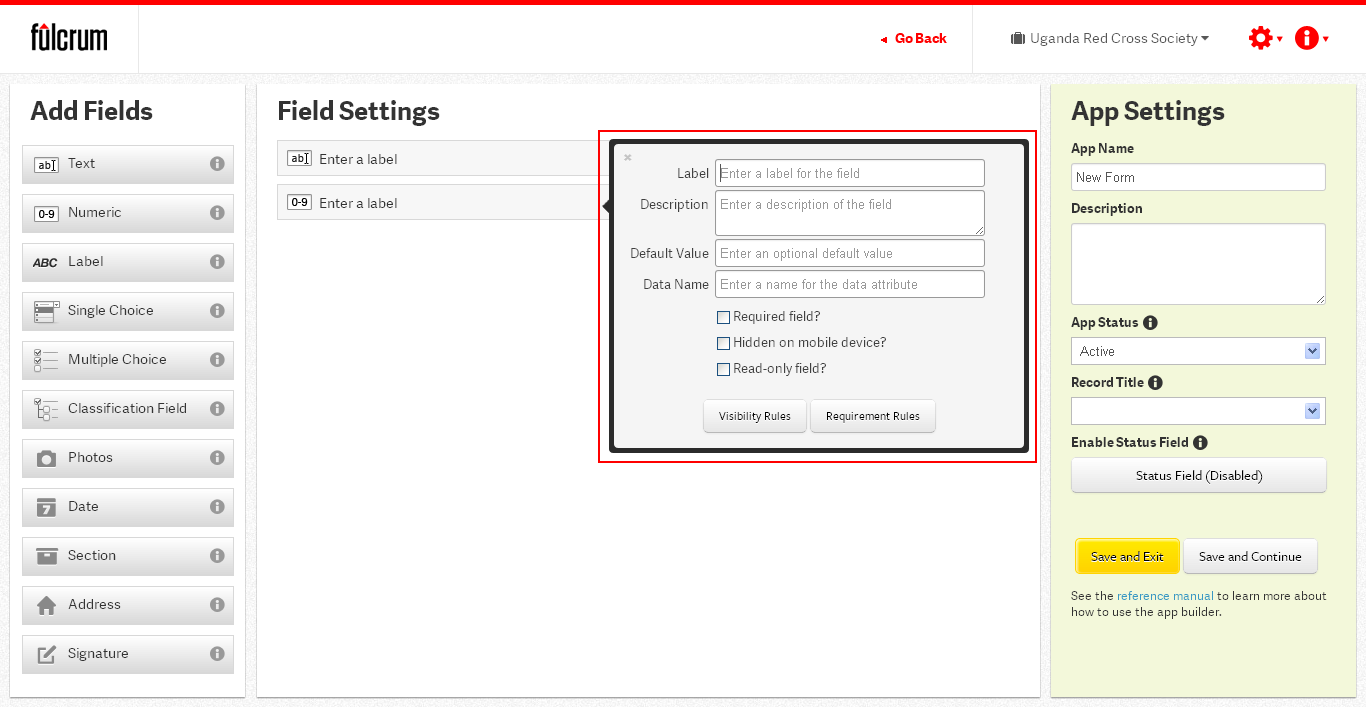 fulcrum
Go Back
Uganda Red Cross Society
Add Fields
abI Text
0-9 Numeric
ABC Label
Single Choice
Multiple Choice
Classification Field
Photos
7 Date
Section
Address
Signature
Field Settings
abI Enter a label
0-9 Enter a label
Label Enter a label for the field
Description Enter a description of the field
Default Value Enter an optional default value
Data Name Enter a name for the data attribute
Required field?
Hidden on mobile device?
Read-only field?
Visibility Rules Requirement Rules
App Settings
App Name
New Form
Description
App Status
Active
Record Title
Enable Status Field
Status Field (Disabled)
Save and Exit Save and Continue
See the reference manual to learn more about
how to use the app builder.